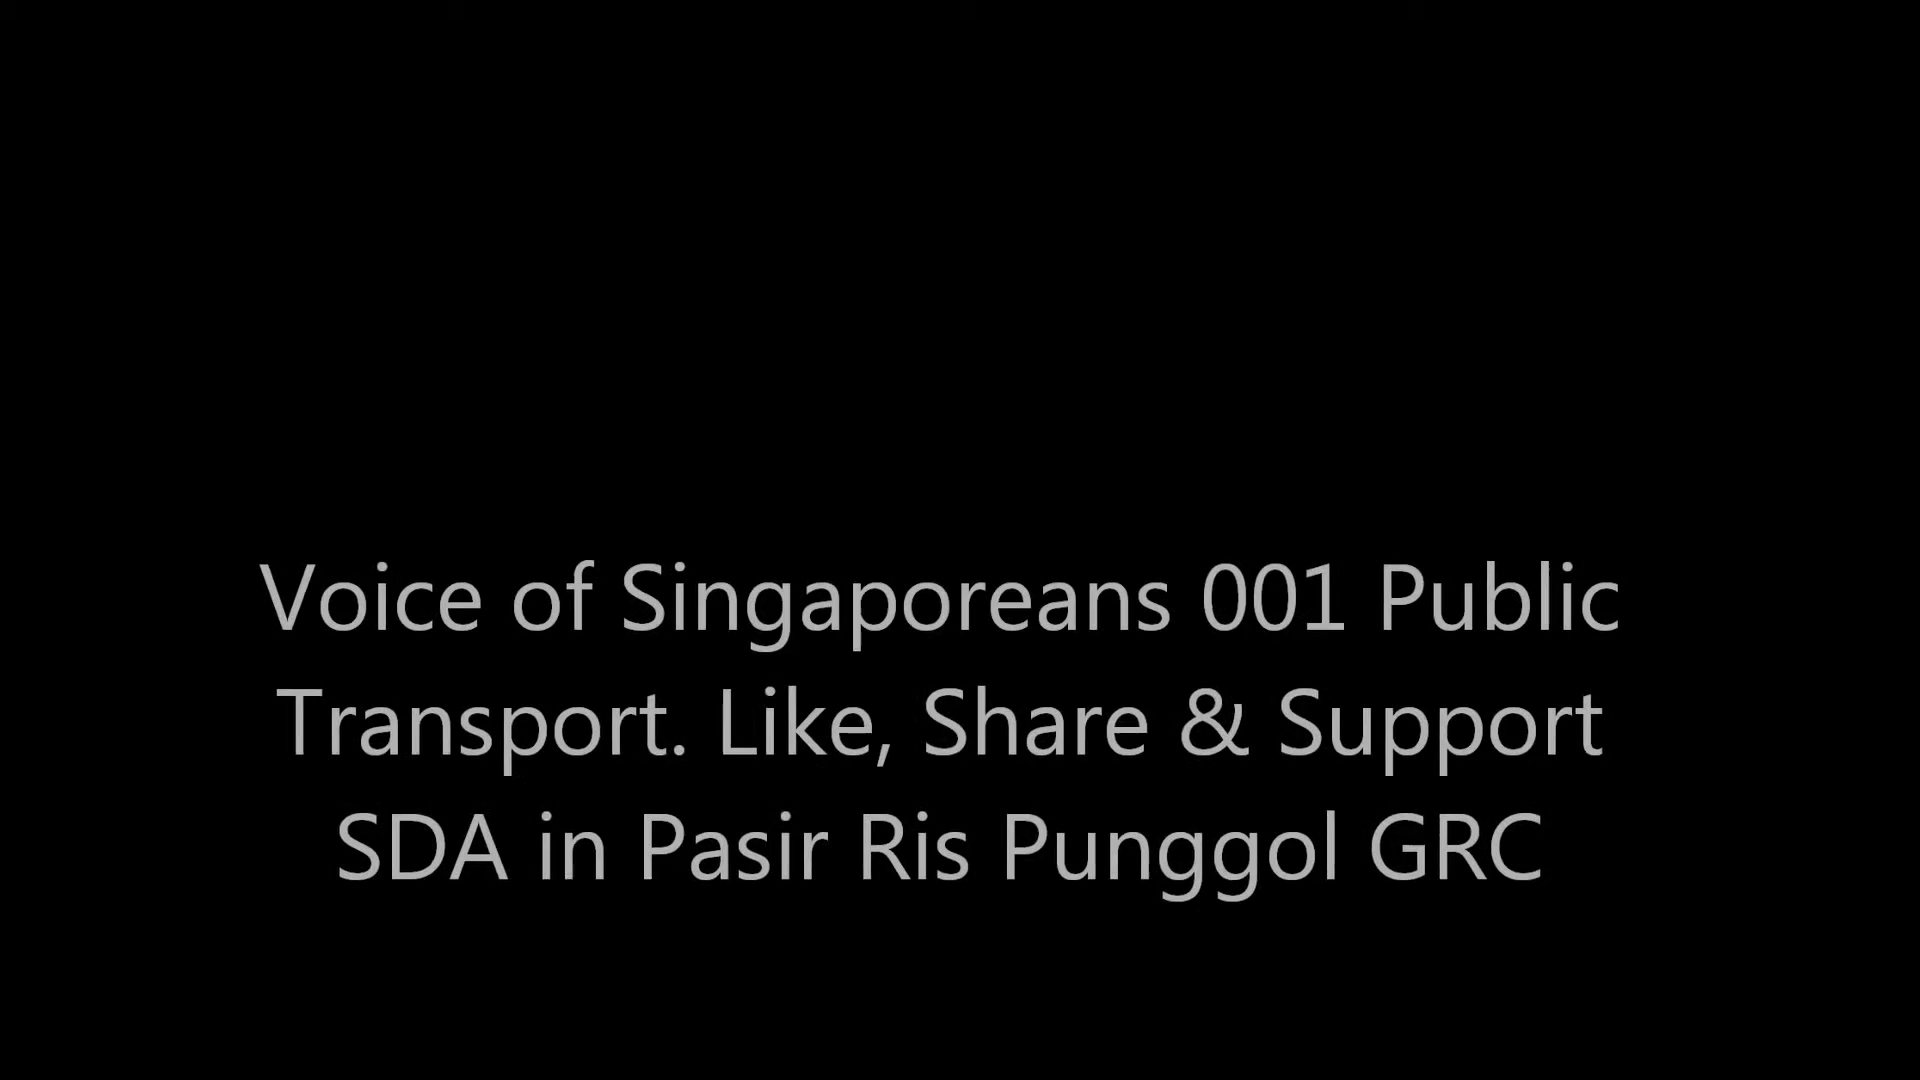 Voice of Singaporeans 001 Public
Transport. Like, Share & Support
SDA in Pasir Ris Punggol GRC